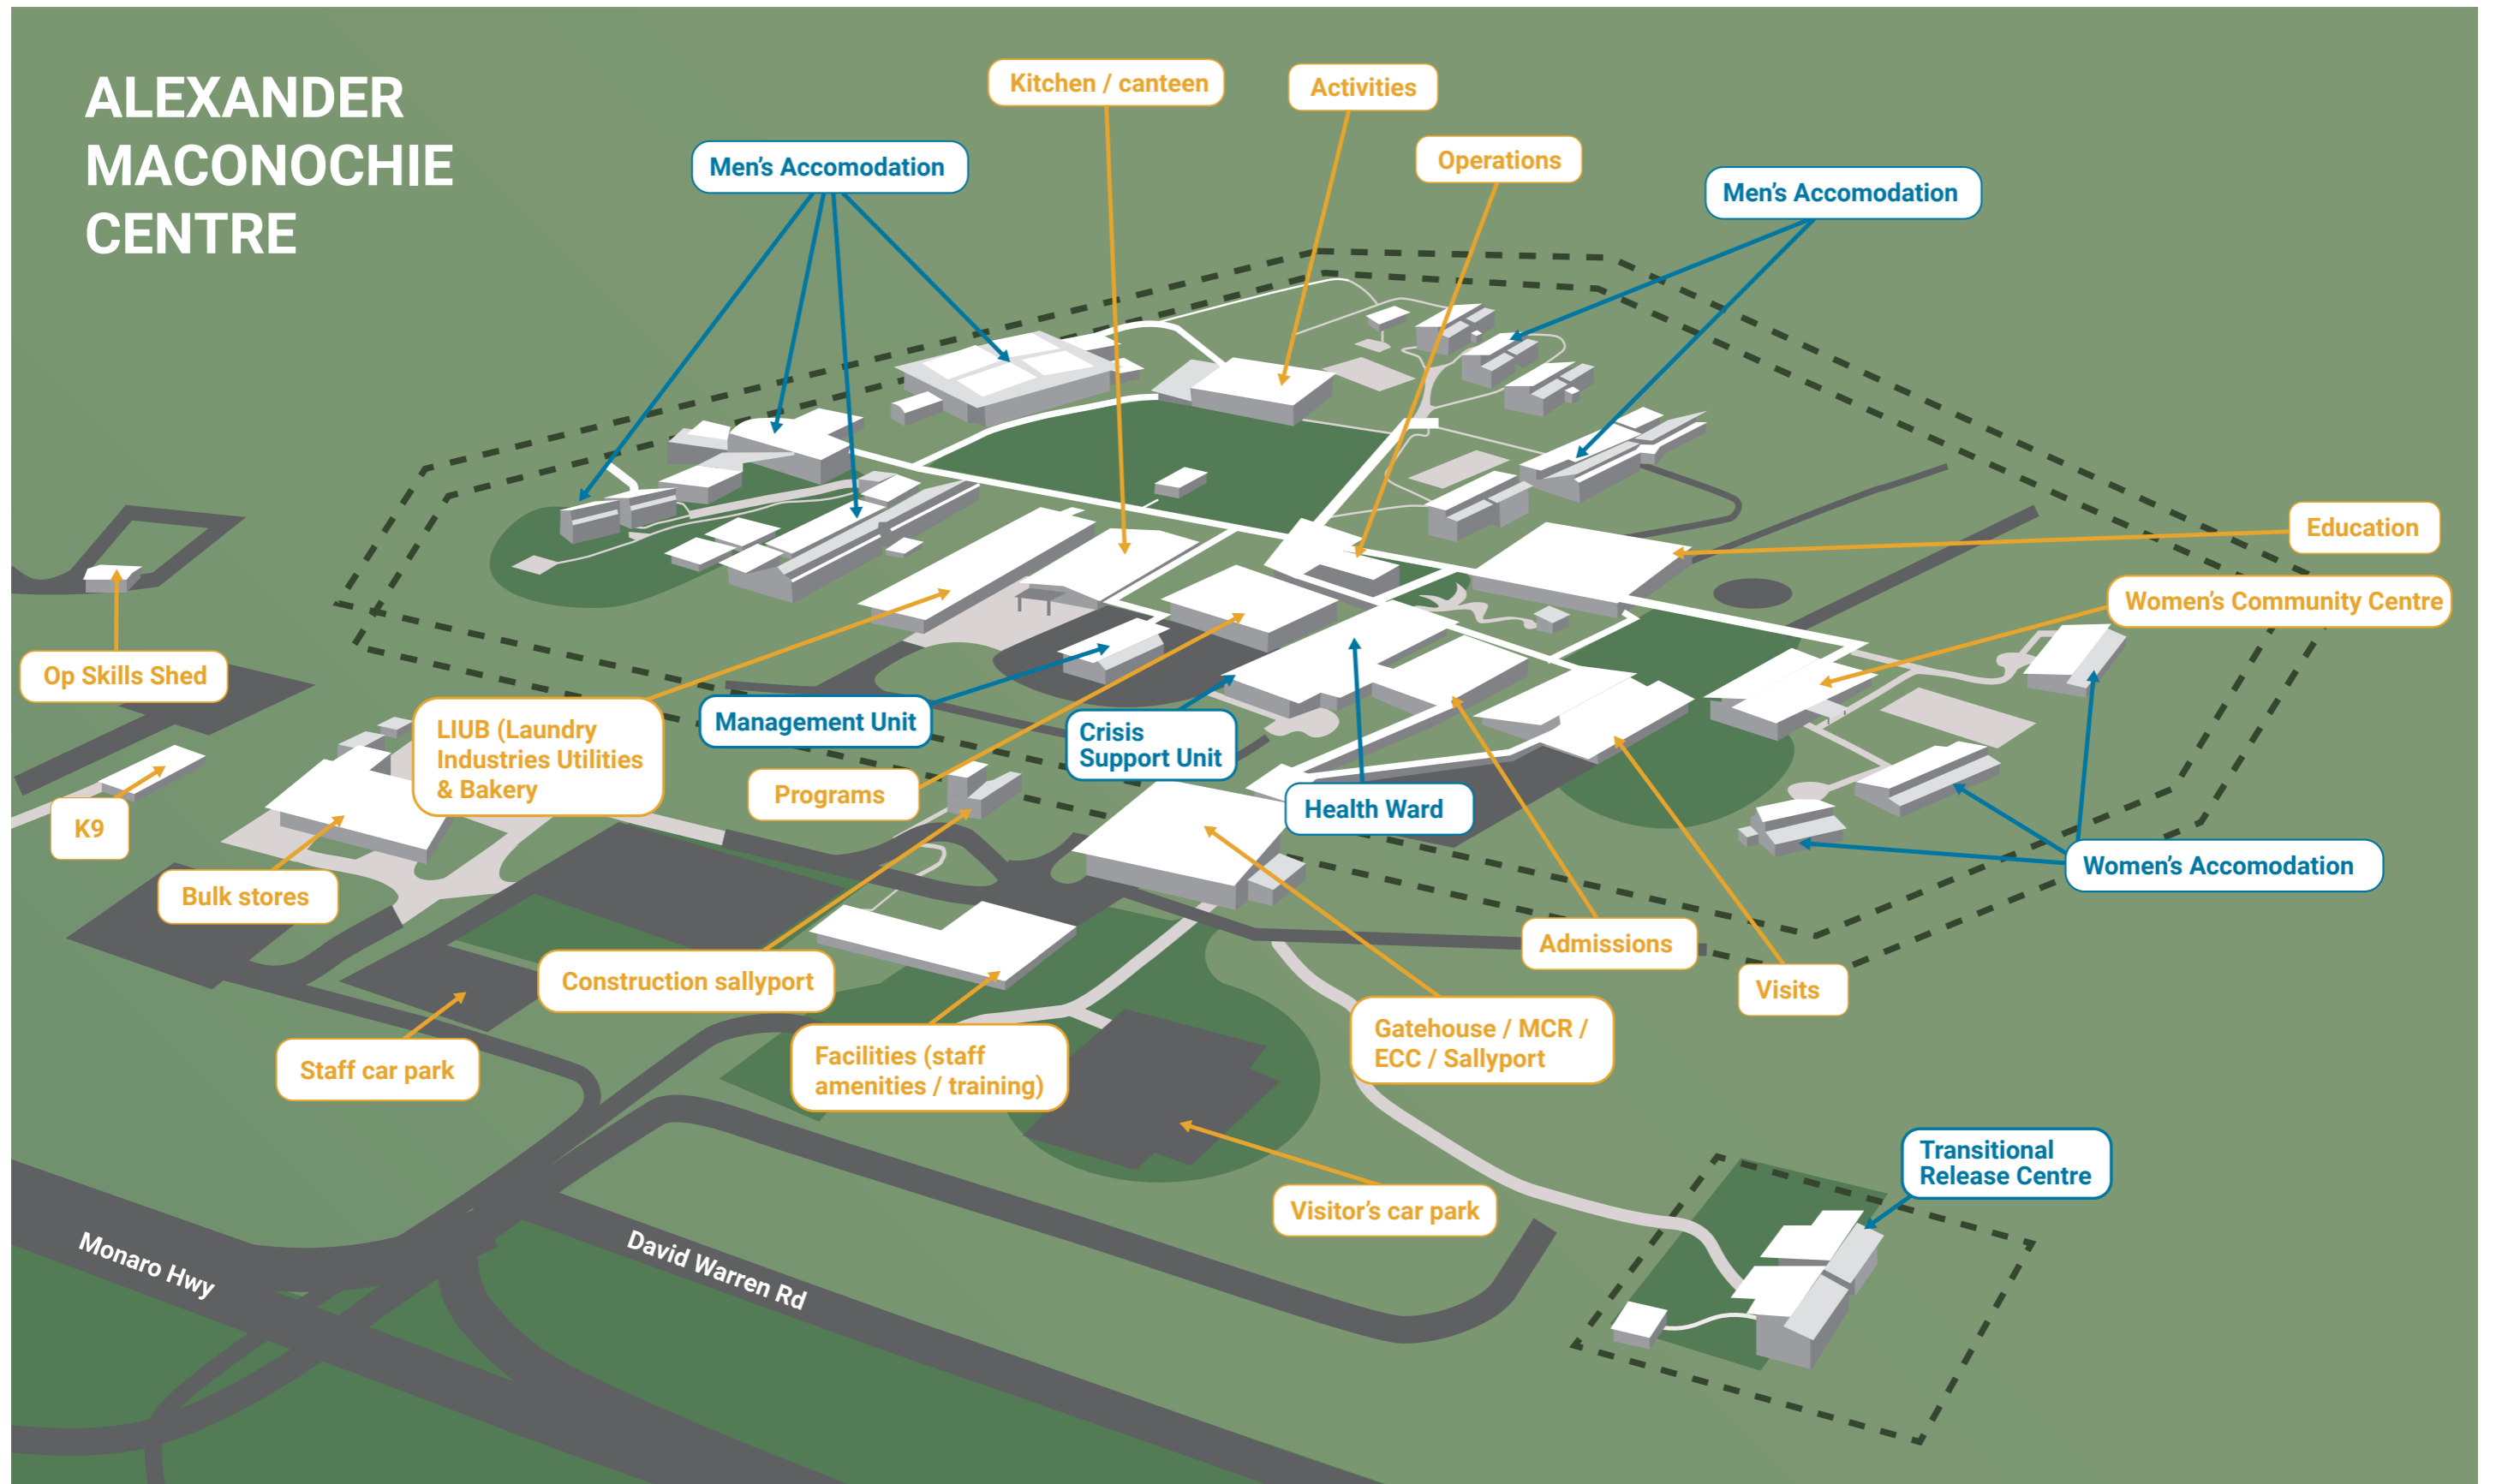 ALEXANDER
MACONOCHIE
CENTRE
Kitchen / canteen
Activities
Operations
Men's Accomodation
Men's Accomodation
Education
Women's Community Centre
Op Skills Shed
LIUB (Laundry
Industries Utilities
& Bakery
Management Unit
Crisis
Support Unit
Programs
Health Ward
K9
Bulk stores
Women's Accomodation
Admissions
Construction sallyport
Visits
Gatehouse / MCR /
ECC / Sallyport
Staff car park
Facilities (staff
amenities / training)
Transitional
Release Centre
Visitor's car park
Monaro Hwy
David Warren Rd